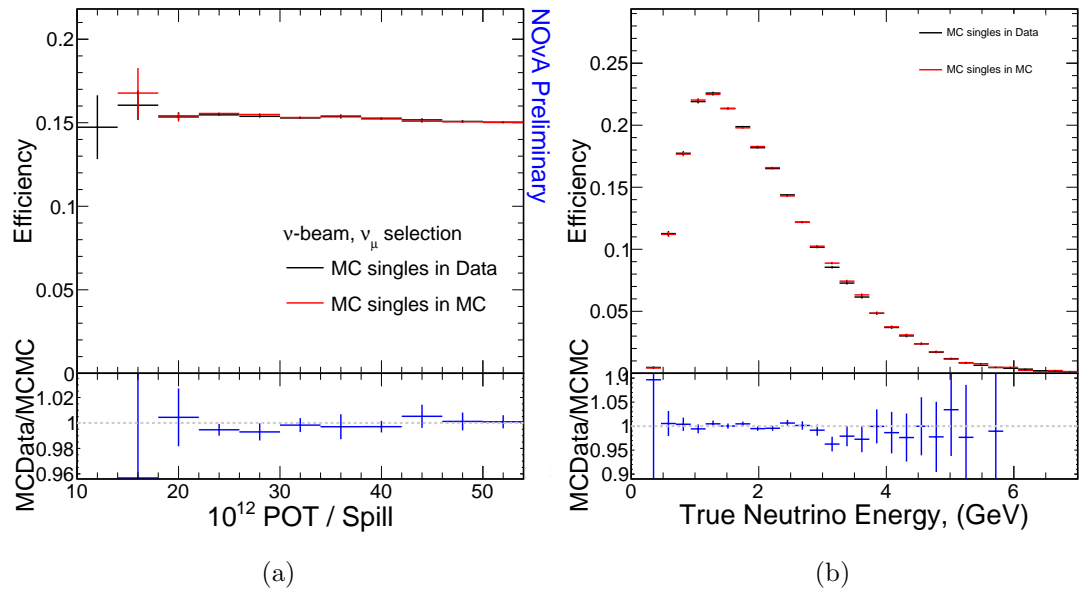 0.2
0.15
0.1
0.05
0
Efficiency
ν-beam, ν_μ selection
MC singles in Data
MC singles in MC
NOvA Preliminary
1.02
1
0.98
0.96
MCData/MCMC
10 20 30 40 50
10^12 POT / Spill
(a)
0.25
0.2
0.15
0.1
0.05
Efficiency
MC singles in Data
MC singles in MC
1.05
1
0.95
0.9
MCData/MCMC
0 2 4 6
True Neutrino Energy, (GeV)
(b)